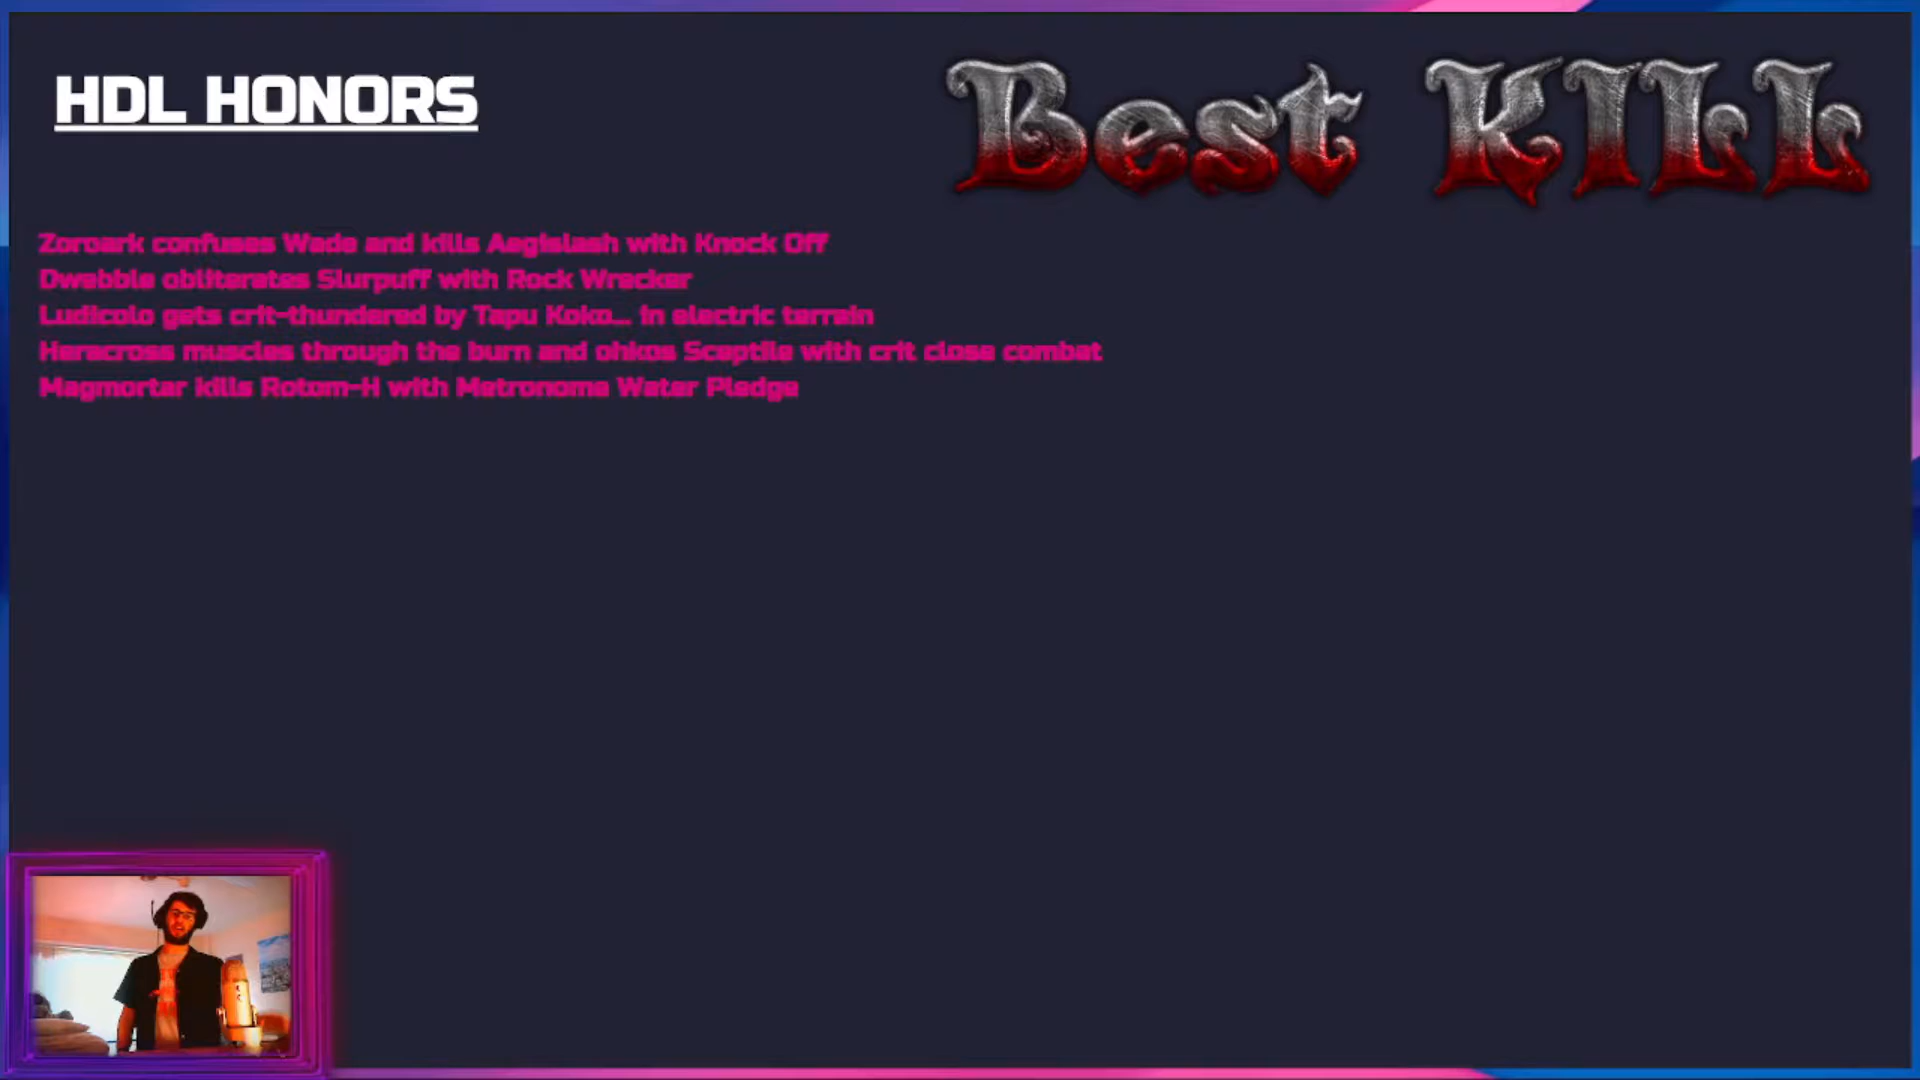 HDL HONORS
Best KILL
Zoroark confuses Wade and kills Aegislash with Knock Off
Dwebble obliterates Slurpuff with Rock Wrecker
Ludicolo gets crit-thundered by Tapu Koko... in electric terrain
Heracross muscles through the burn and ohkos Sceptile with crit close combat
Magmortar kills Rotom-H with Metronome Water Pledge